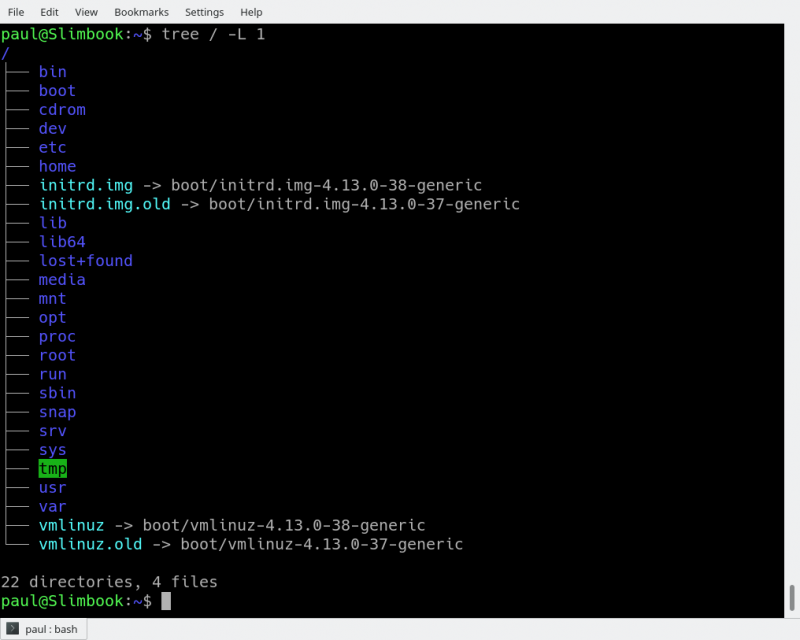 File Edit View Bookmarks Settings Help
paul@Slimbook:~$ tree / -L 1
/
├── bin
├── boot
├── cdrom
├── dev
├── etc
├── home
├── initrd.img -> boot/initrd.img-4.13.0-38-generic
├── initrd.img.old -> boot/initrd.img-4.13.0-37-generic
├── lib
├── lib64
├── lost+found
├── media
├── mnt
├── opt
├── proc
├── root
├── run
├── sbin
├── snap
├── srv
├── sys
├── tmp
├── usr
├── var
├── vmlinuz -> boot/vmlinuz-4.13.0-38-generic
└── vmlinuz.old -> boot/vmlinuz-4.13.0-37-generic
22 directories, 4 files
paul@Slimbook:~$
paul : bash